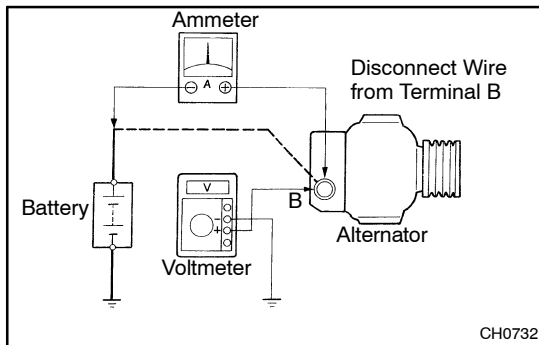 Ammeter
Disconnect Wire
from Terminal B
− A +
V
B
−
+
Battery
Voltmeter
Alternator
CH0732